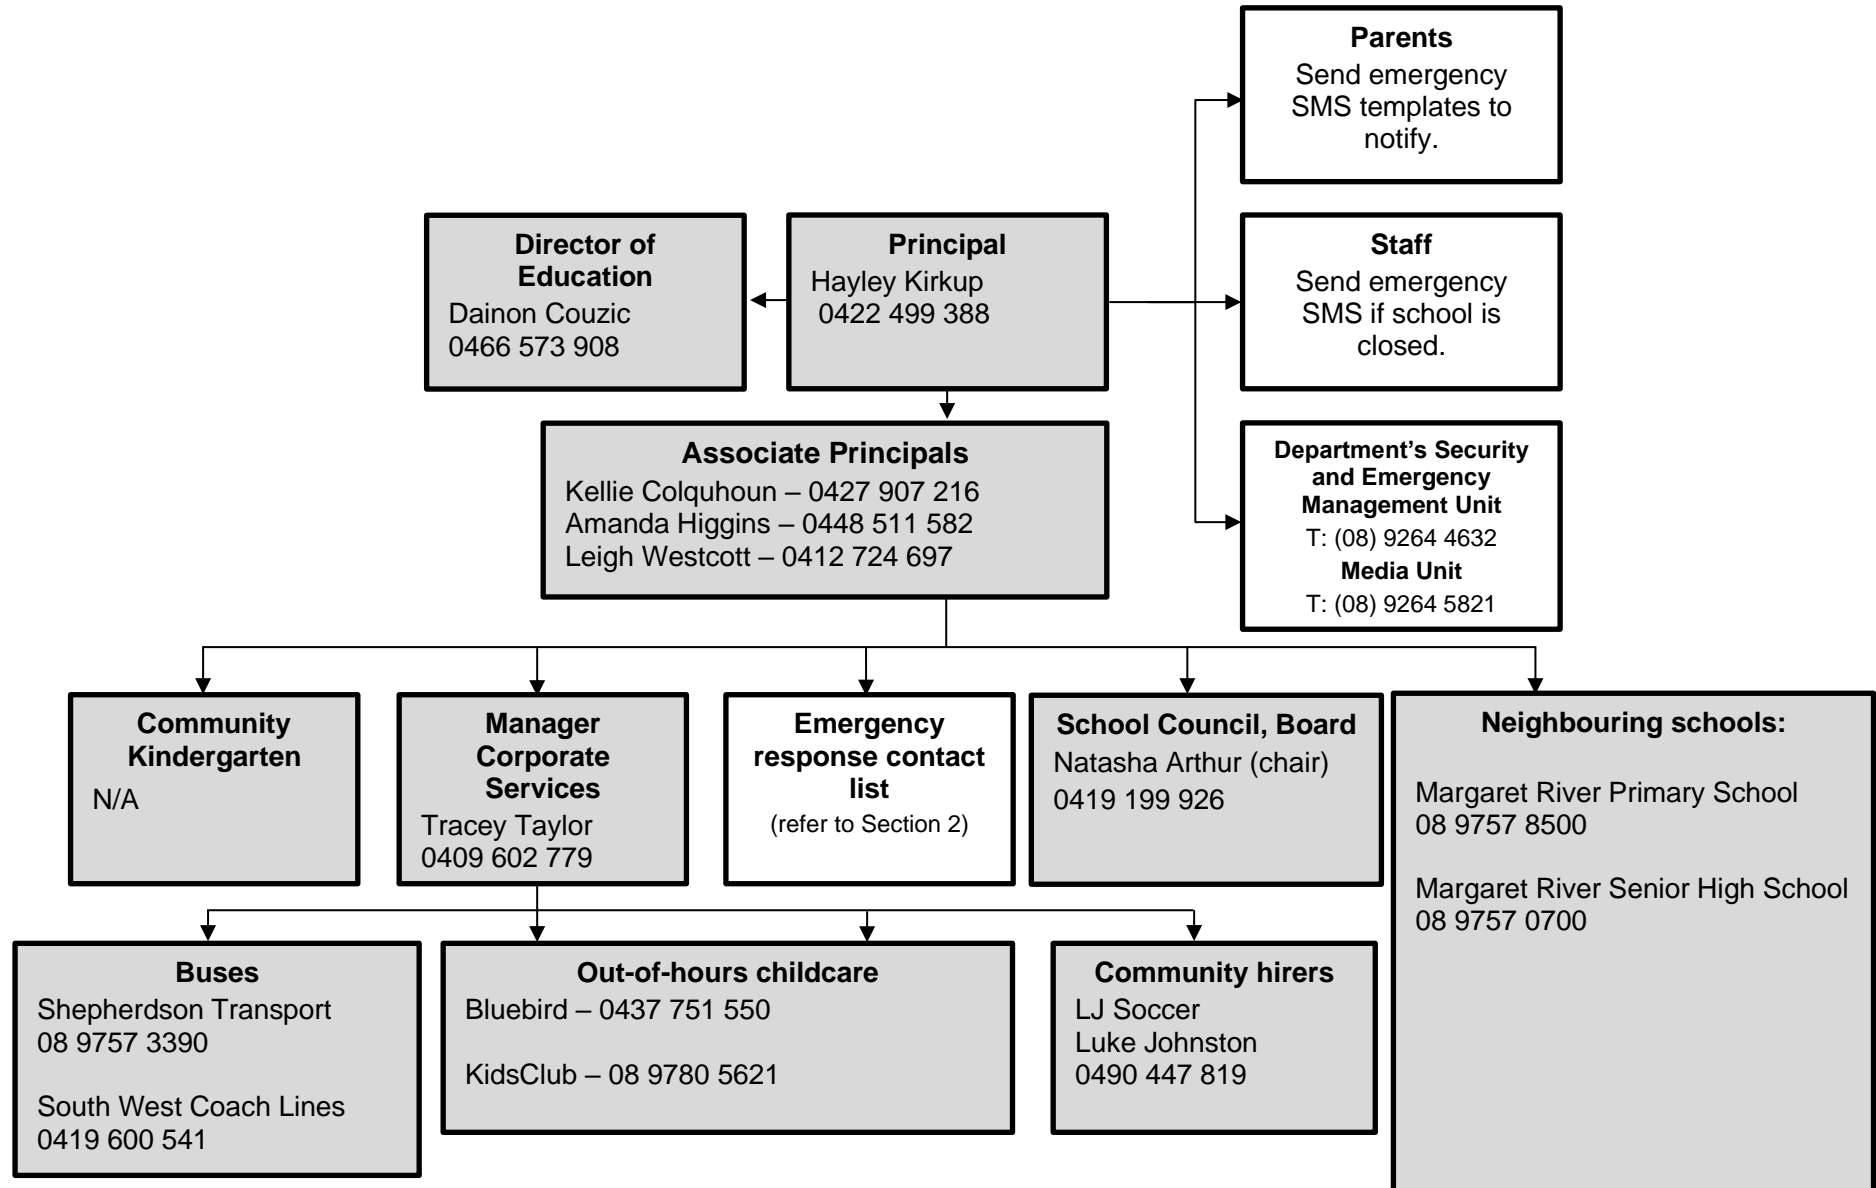 Parents
Send emergency
SMS templates to
notify.
Director of
Education
Dainon Couzic
0466 573 908
Principal
Hayley Kirkup
0422 499 388
Staff
Send emergency
SMS if school is
closed.
Associate Principals
Kellie Colquhoun – 0427 907 216
Amanda Higgins – 0448 511 582
Leigh Westcott – 0412 724 697
Department’s Security
and Emergency
Management Unit
T: (08) 9264 4632
Media Unit
T: (08) 9264 5821
Community
Kindergarten
N/A
Manager
Corporate
Services
Tracey Taylor
0409 602 779
Emergency
response contact
list
(refer to Section 2)
School Council, Board
Natasha Arthur (chair)
0419 199 926
Neighbouring schools:
Margaret River Primary School
08 9757 8500
Margaret River Senior High School
08 9757 0700
Buses
Shepherdson Transport
08 9757 3390
South West Coach Lines
0419 600 541
Out-of-hours childcare
Bluebird – 0437 751 550
KidsClub – 08 9780 5621
Community hirers
LJ Soccer
Luke Johnston
0490 447 819